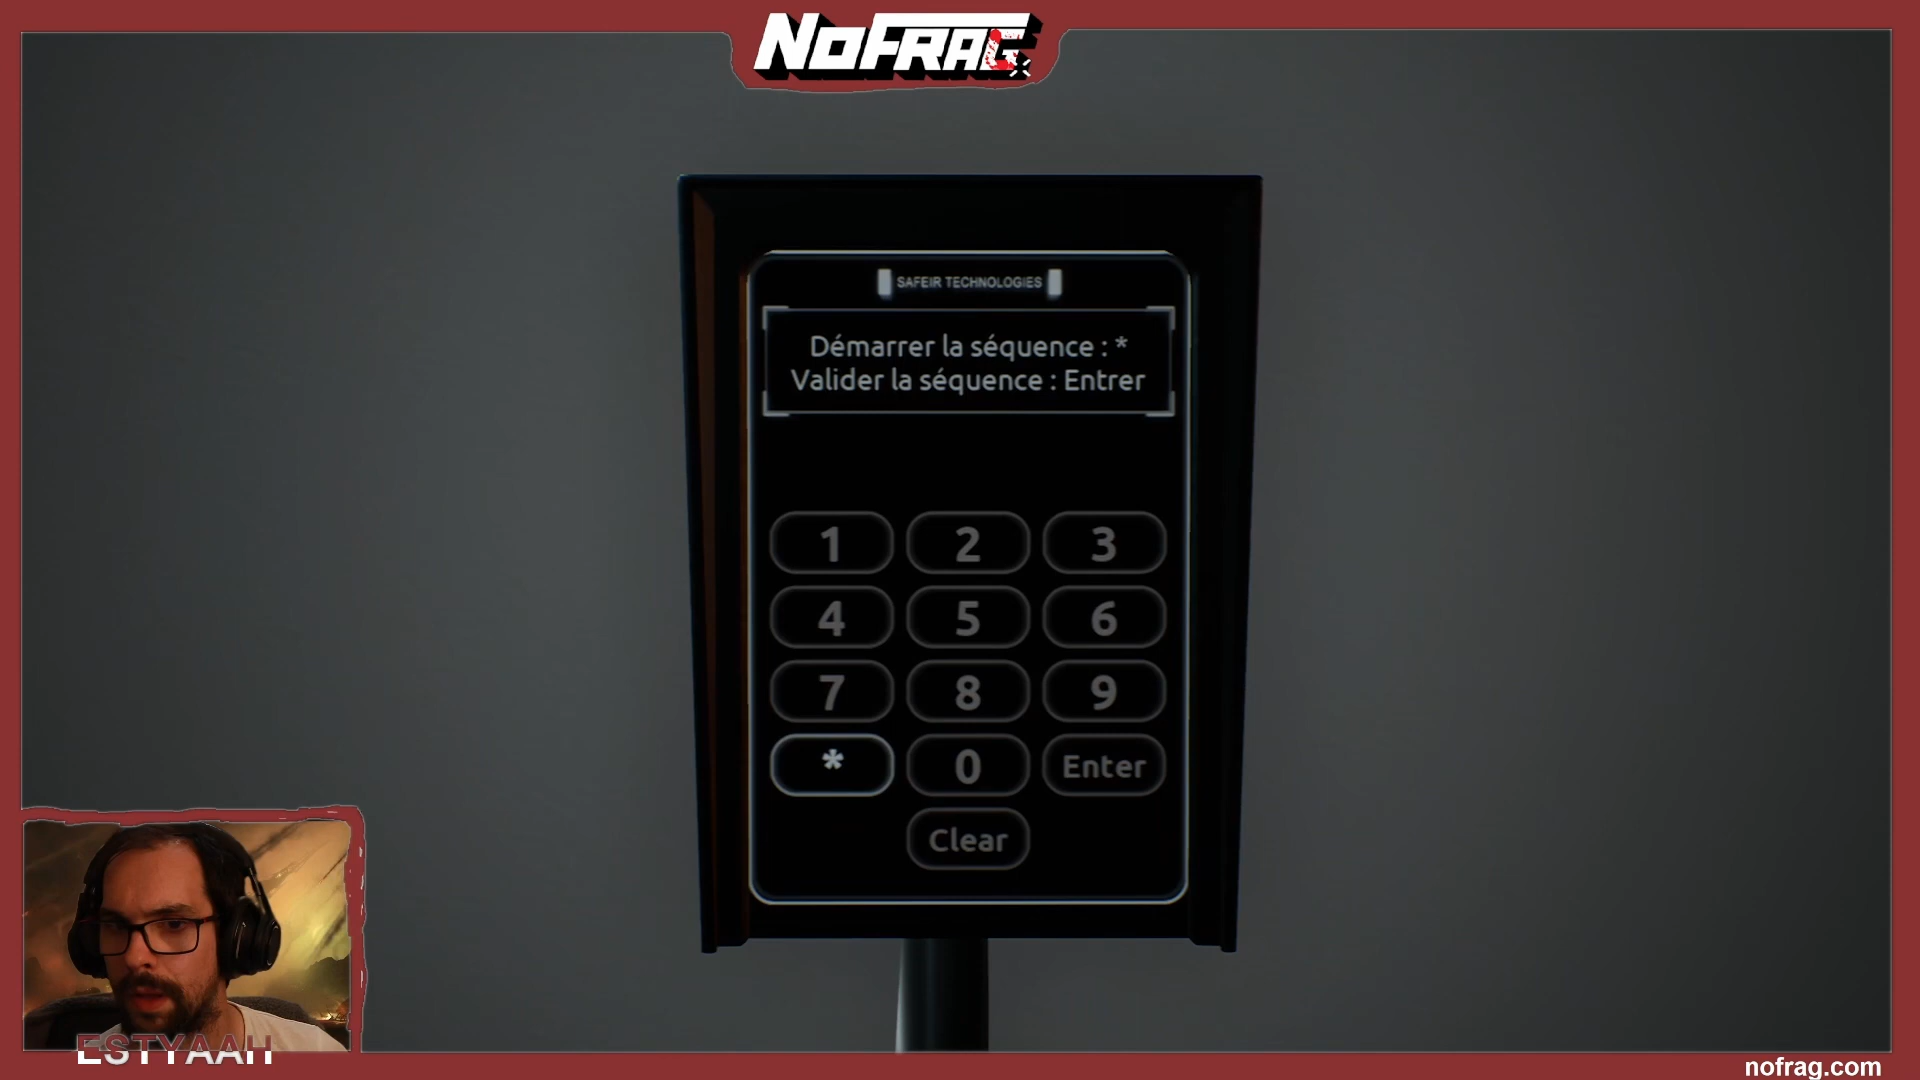 NOFRAG
SAFEIR TECHNOLOGIES
Démarrer la séquence : *
Valider la séquence : Entrer
1 2 3
4 5 6
7 8 9
* 0 Enter
Clear
ESTYAAH
nofrag.com